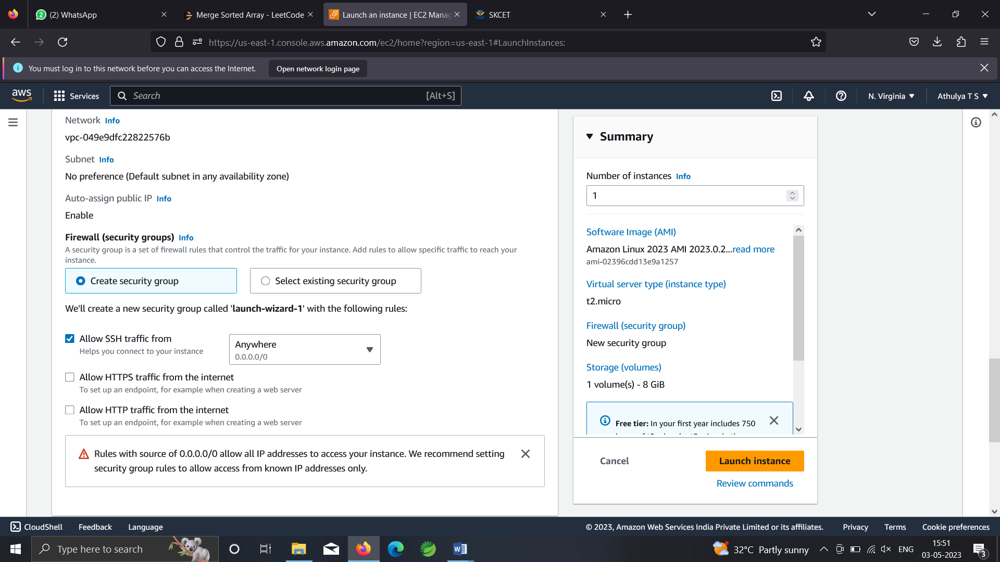 (2) WhatsApp
Merge Sorted Array - LeetCode
Launch an instance | EC2 Manag
SKCET
https://us-east-1.console.aws.amazon.com/ec2/home?region=us-east-1#LaunchInstances:
You must log in to this network before you can access the Internet.
Open network login page
aws
Services
Search
[Alt+S]
N. Virginia
Athulya T S
Network Info
vpc-049e9dfc22822576b
Subnet Info
No preference (Default subnet in any availability zone)
Auto-assign public IP Info
Enable
Firewall (security groups) Info
A security group is a set of firewall rules that control the traffic for your instance. Add rules to allow specific traffic to reach your
instance.
Create security group
Select existing security group
We'll create a new security group called 'launch-wizard-1' with the following rules:
Allow SSH traffic from
Helps you connect to your instance
Anywhere
0.0.0.0/0
Allow HTTPS traffic from the internet
To set up an endpoint, for example when creating a web server
Allow HTTP traffic from the internet
To set up an endpoint, for example when creating a web server
Rules with source of 0.0.0.0/0 allow all IP addresses to access your instance. We recommend setting
security group rules to allow access from known IP addresses only.
Summary
Number of instances Info
1
Software Image (AMI)
Amazon Linux 2023 AMI 2023.0.2...read more
ami-02396cdd13e9a1257
Virtual server type (instance type)
t2.micro
Firewall (security group)
New security group
Storage (volumes)
1 volume(s) - 8 GiB
Free tier: In your first year includes 750
Cancel
Launch instance
Review commands
CloudShell
Feedback
Language
© 2023, Amazon Web Services India Private Limited or its affiliates.
Privacy
Terms
Cookie preferences
Type here to search
32°C Partly sunny
ENG
15:51
03-05-2023
3